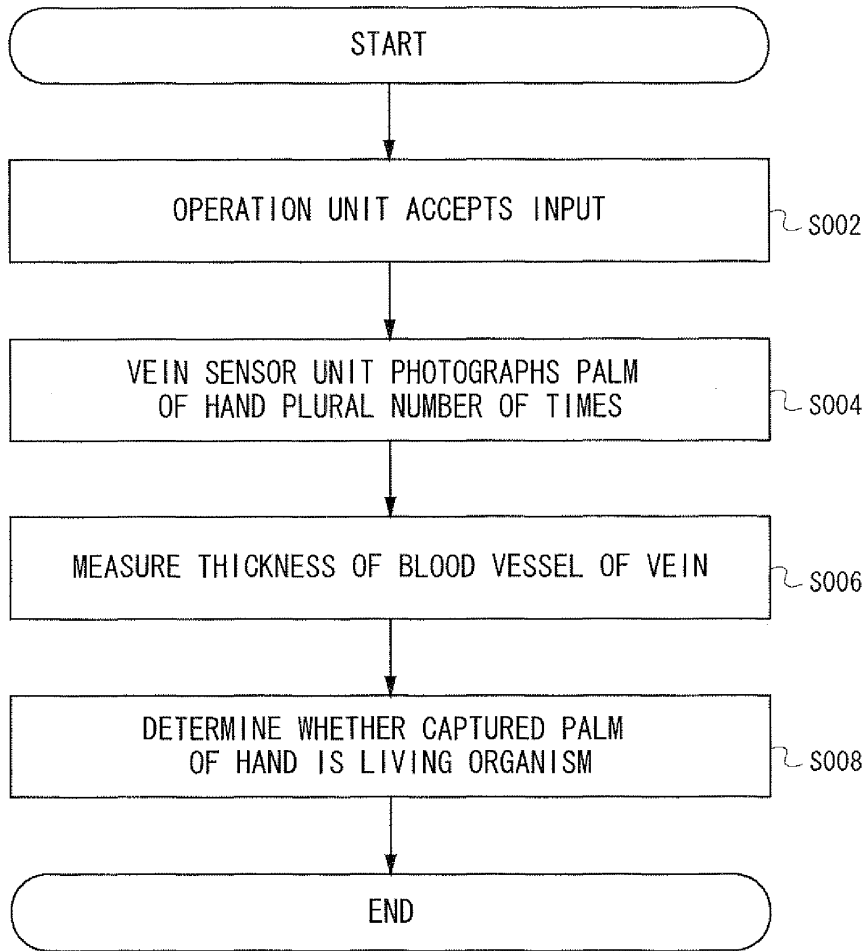 START
OPERATION UNIT ACCEPTS INPUT
S002
VEIN SENSOR UNIT PHOTOGRAPHS PALM
OF HAND PLURAL NUMBER OF TIMES
S004
MEASURE THICKNESS OF BLOOD VESSEL OF VEIN
S006
DETERMINE WHETHER CAPTURED PALM
OF HAND IS LIVING ORGANISM
S008
END